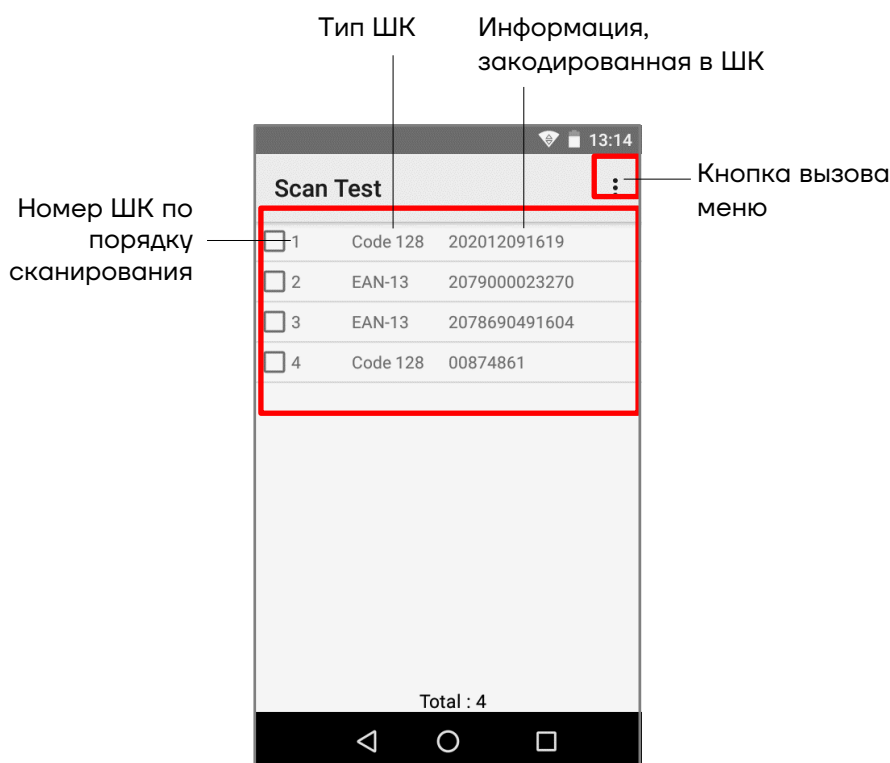 Тип ШК
Информация,
закодированная в ШК
13:14
Scan Test
Кнопка вызова
меню
Номер ШК по
порядку
сканирования
1 Code 128 202012091619
2 EAN-13 2079000023270
3 EAN-13 2078690491604
4 Code 128 00874861
Total : 4